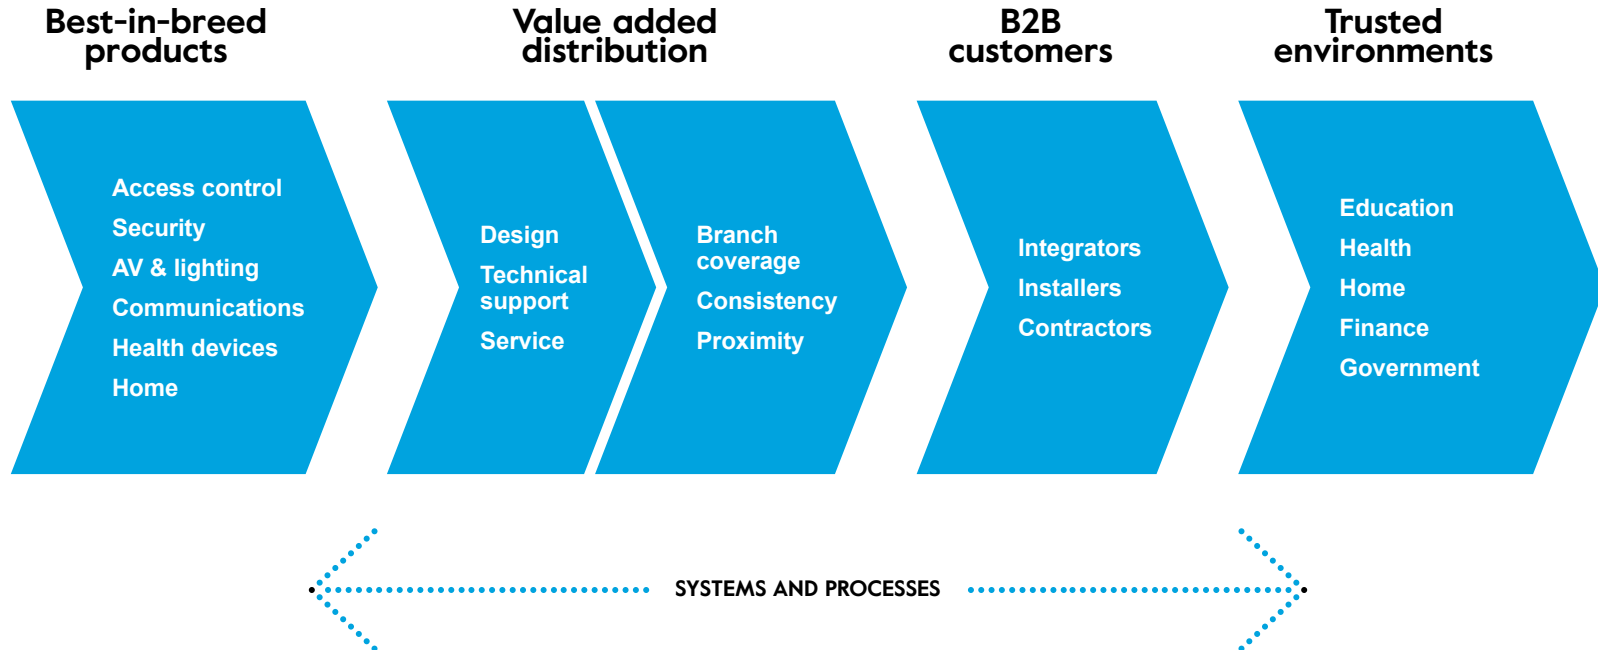 Best-in-breed
products
Value added
distribution
B2B
customers
Trusted
environments
Access control
Security
AV & lighting
Communications
Health devices
Home
Design
Technical
support
Service
Branch
coverage
Consistency
Proximity
Integrators
Installers
Contractors
Education
Health
Home
Finance
Government
SYSTEMS AND PROCESSES